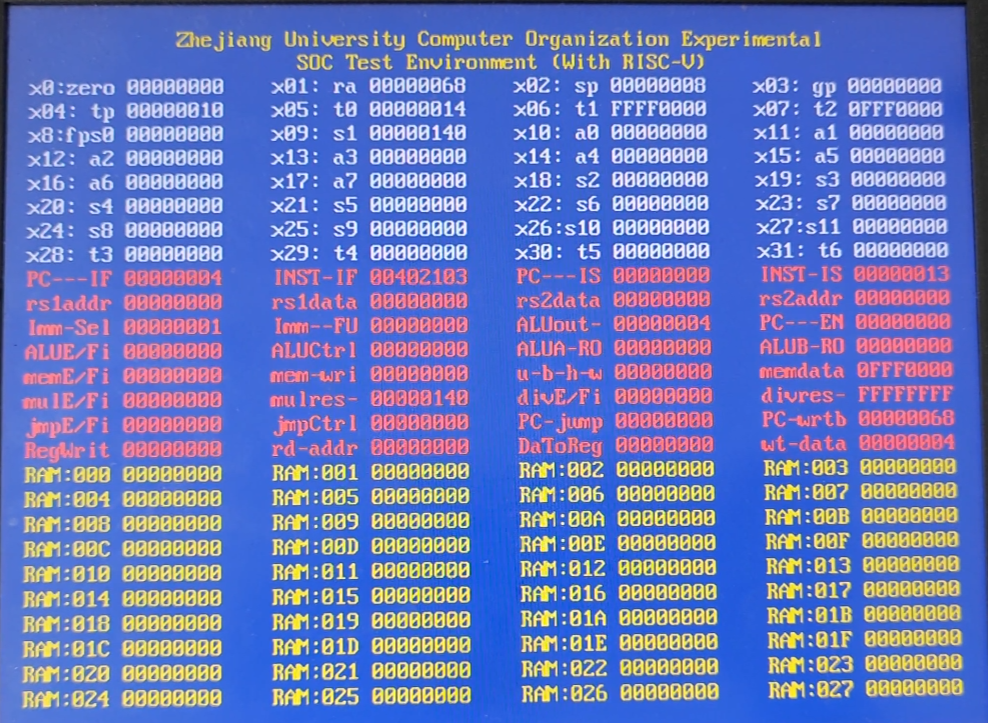 Zhejiang University Computer Organization Experimental
SOC Test Environment (With RISC-V)
x0:zero 00000000 x01: ra 00000068 x02: sp 00000008 x03: gp 00000000
x04: tp 00000010 x05: t0 00000014 x06: t1 FFFF0000 x07: t2 0FFF0000
x8:fps0 00000000 x09: s1 00000140 x10: a0 00000000 x11: a1 00000000
x12: a2 00000000 x13: a3 00000000 x14: a4 00000000 x15: a5 00000000
x16: a6 00000000 x17: a7 00000000 x18: s2 00000000 x19: s3 00000000
x20: s4 00000000 x21: s5 00000000 x22: s6 00000000 x23: s7 00000000
x24: s8 00000000 x25: s9 00000000 x26:s10 00000000 x27:s11 00000000
x28: t3 00000000 x29: t4 00000000 x30: t5 00000000 x31: t6 00000000
PC---IF 00000004 INST-IF 00402103 PC---IS 00000000 INST-IS 00000013
rs1addr 00000000 rs1data 00000000 rs2data 00000000 rs2addr 00000000
Imm-Sel 00000001 Imm--FU 00000000 ALUout- 00000004 PC---EN 00000000
ALUE/Fi 00000000 ALUCtrl 00000000 ALUA-RO 00000000 ALUB-RO 00000000
memE/Fi 00000000 mem-wri 00000000 u-b-h-w 00000000 memdata 0FFF0000
mulE/Fi 00000000 mulres- 00000140 divE/Fi 00000000 divres- FFFFFFFF
jmpE/Fi 00000000 jmpCtrl 00000000 PC-jump 00000000 PC-wrtb 00000068
RegWrit 00000000 rd-addr 00000000 DaToReg 00000000 wt-data 00000004
RAM:000 00000000 RAM:001 00000000 RAM:002 00000000 RAM:003 00000000
RAM:004 00000000 RAM:005 00000000 RAM:006 00000000 RAM:007 00000000
RAM:008 00000000 RAM:009 00000000 RAM:00A 00000000 RAM:00B 00000000
RAM:00C 00000000 RAM:00D 00000000 RAM:00E 00000000 RAM:00F 00000000
RAM:010 00000000 RAM:011 00000000 RAM:012 00000000 RAM:013 00000000
RAM:014 00000000 RAM:015 00000000 RAM:016 00000000 RAM:017 00000000
RAM:018 00000000 RAM:019 00000000 RAM:01A 00000000 RAM:01B 00000000
RAM:01C 00000000 RAM:01D 00000000 RAM:01E 00000000 RAM:01F 00000000
RAM:020 00000000 RAM:021 00000000 RAM:022 00000000 RAM:023 00000000
RAM:024 00000000 RAM:025 00000000 RAM:026 00000000 RAM:027 00000000